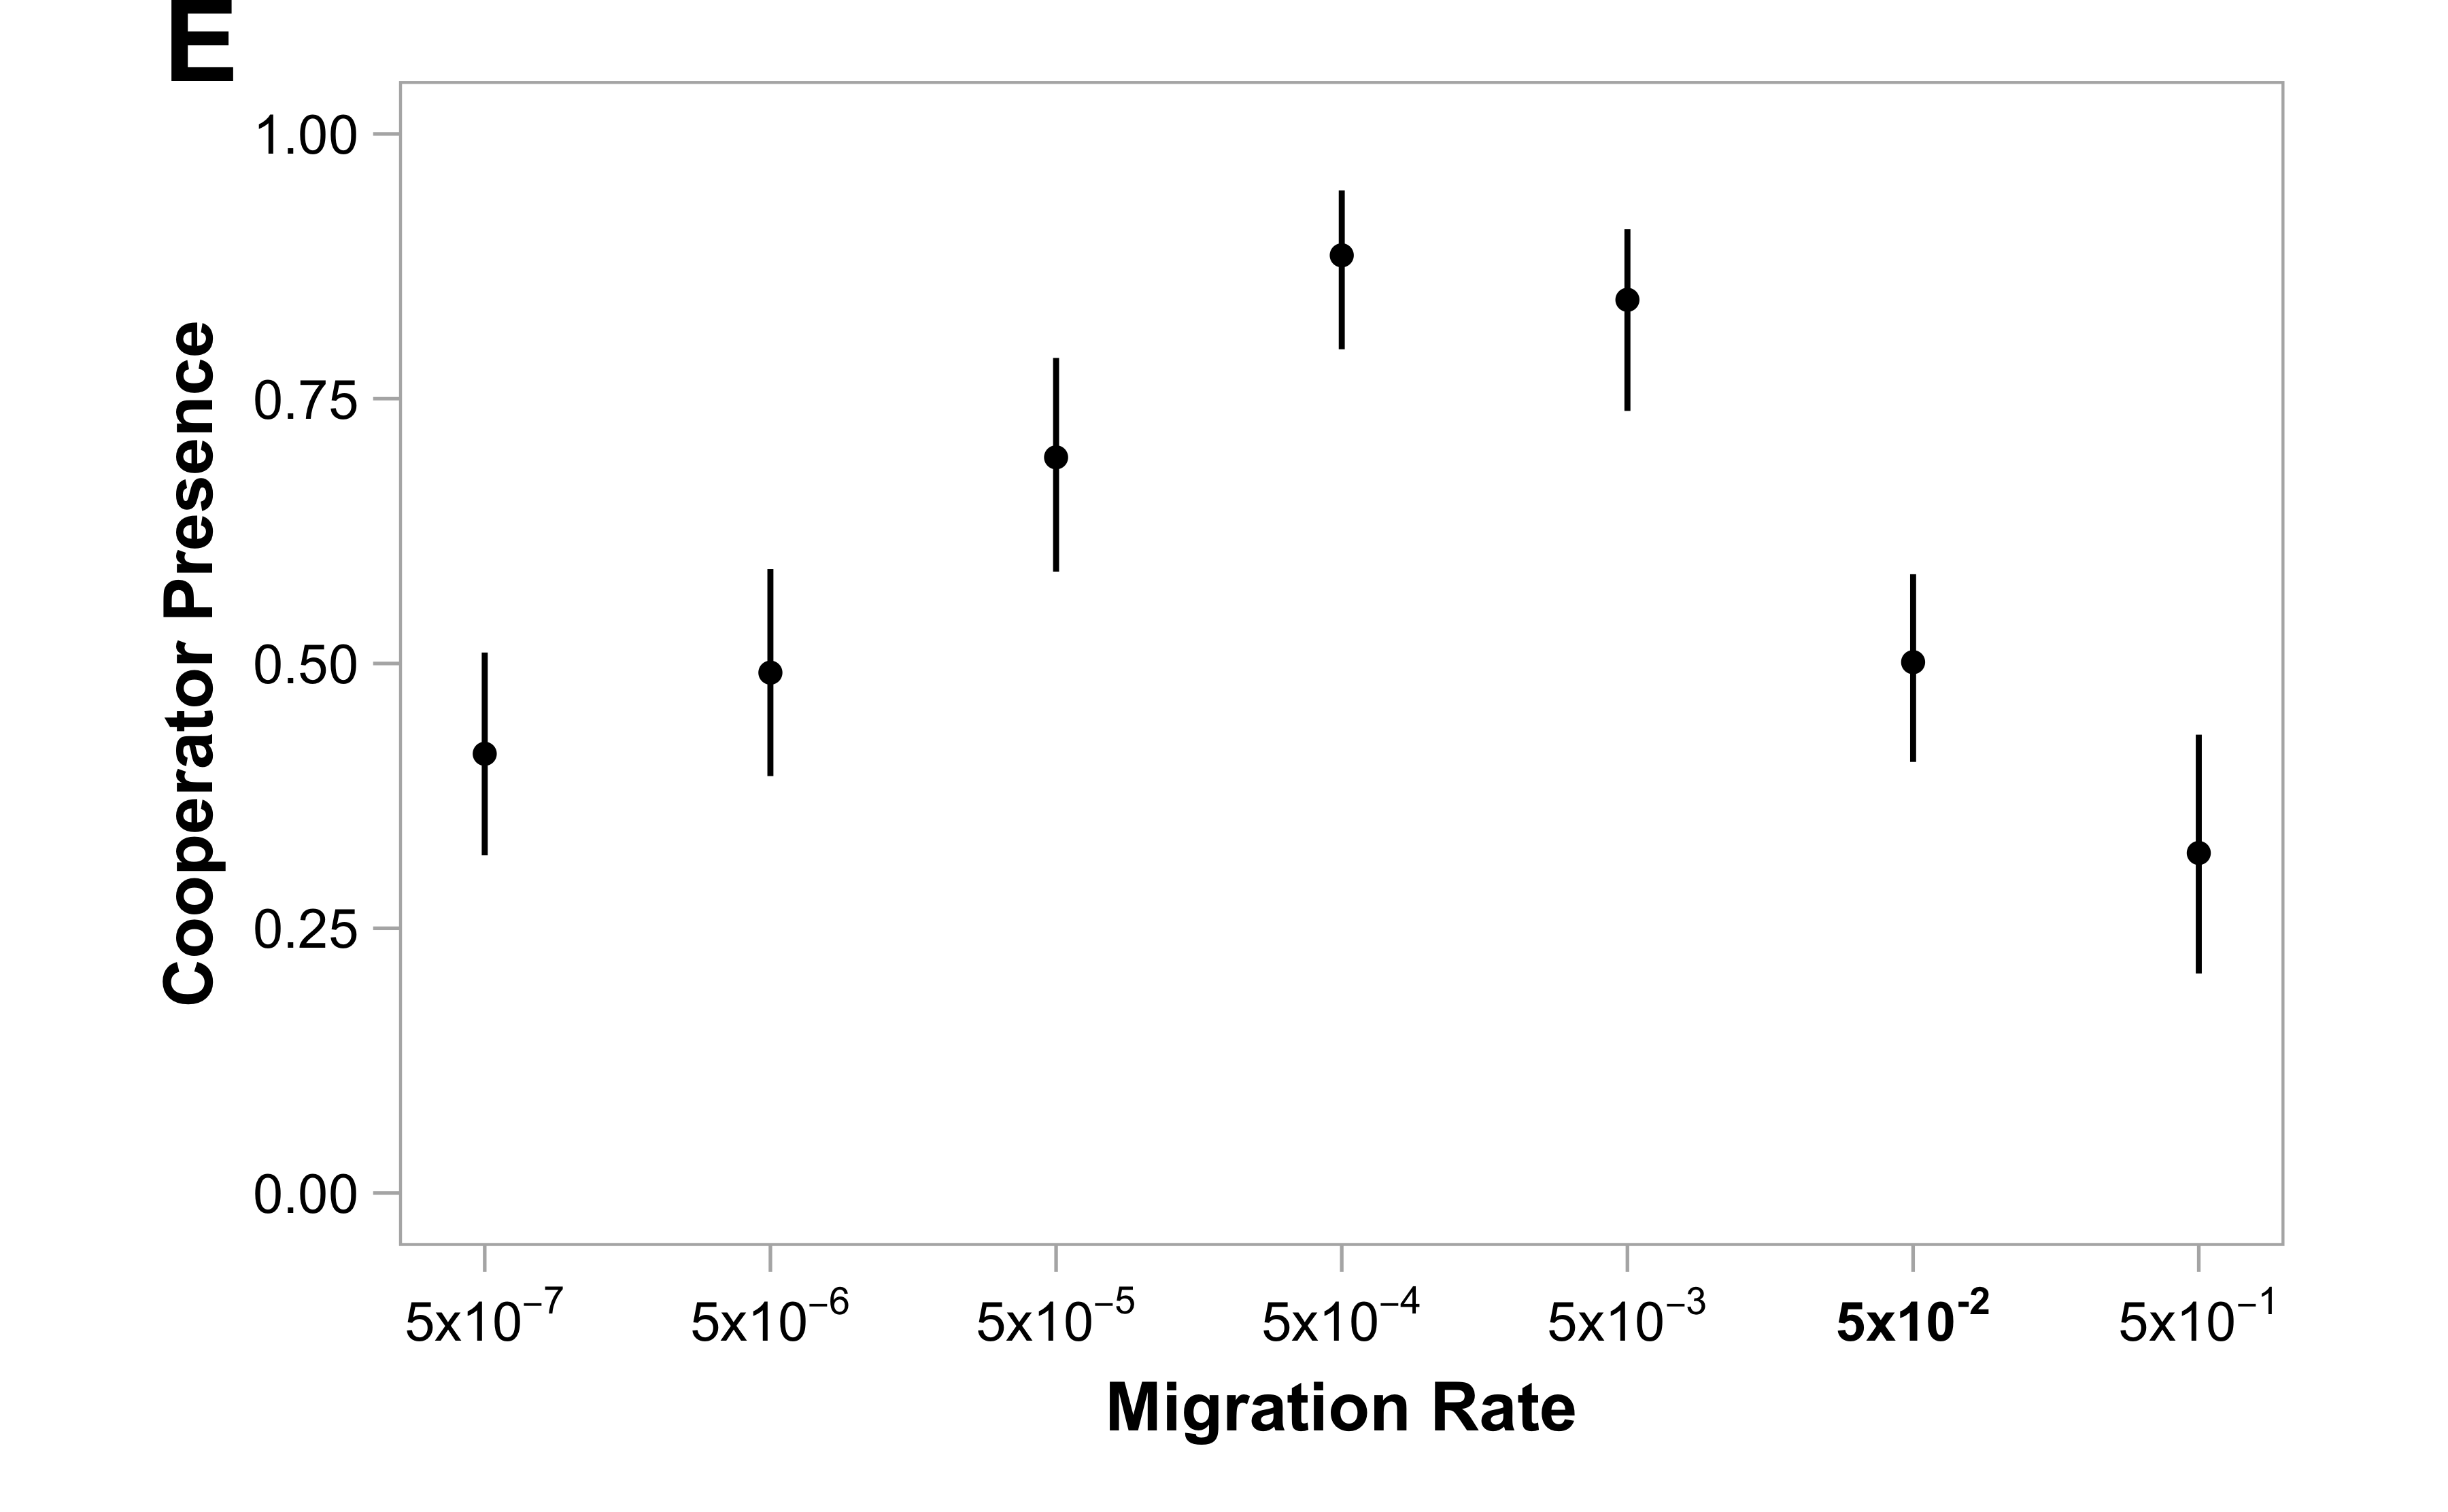 E
1.00
0.75
0.50
0.25
0.00
Cooperator Presence
5x10⁻⁷ 5x10⁻⁶ 5x10⁻⁵ 5x10⁻⁴ 5x10⁻³ 5x10⁻² 5x10⁻¹
Migration Rate